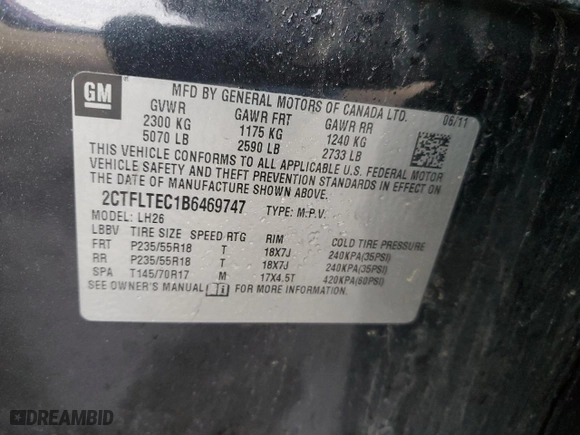 GM
MFD BY GENERAL MOTORS OF CANADA LTD.
GVWR GAWR FRT GAWR RR 06/11
2300 KG 1175 KG 1240 KG
5070 LB 2590 LB 2733 LB
THIS VEHICLE CONFORMS TO ALL APPLICABLE U.S. FEDERAL MOTOR
VEHICLE SAFETY AND THEFT PREVENTION STANDARDS IN EFFECT ON
THE DATE OF MANUFACTURE SHOWN ABOVE.
2CTFLTEC1B6469747 TYPE: M.P.V.
MODEL: LH26
LBBV TIRE SIZE SPEED RTG RIM COLD TIRE PRESSURE
FRT P235/55R18 T 18X7J 240KPA(35PSI)
RR P235/55R18 T 18X7J 240KPA(35PSI)
SPA T145/70R17 M 17X4.5T 420KPA(60PSI)
SEE OWNER'S MANUAL FOR MORE INFORMATION
© DREAMBID